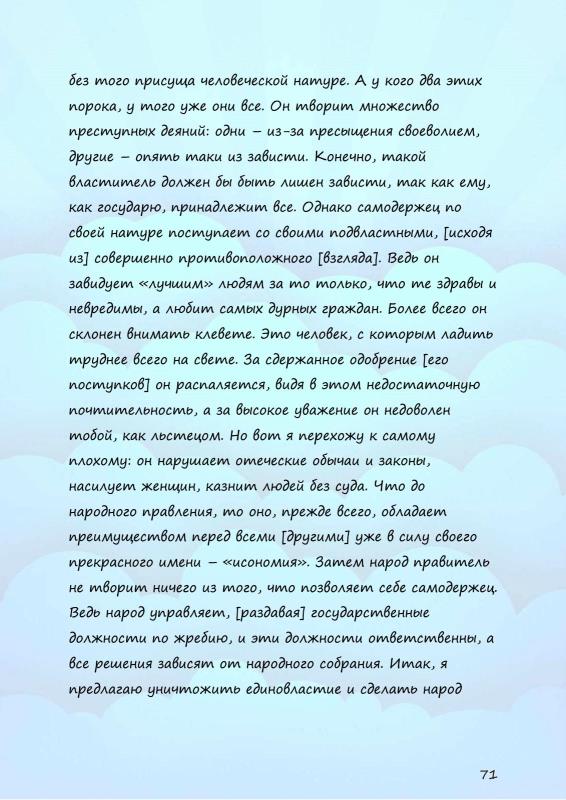 без того присуща человеческой натуре. А у кого два этих
порока, у того уже они все. Он творит множество
преступных деяний: одни – из-за пресыщения своеволием,
другие – опять таки из зависти. Конечно, такой
властитель должен бы быть лишен зависти, так как ему,
как государю, принадлежит все. Однако самодержец по
своей натуре поступает со своими подвластными, [исходя
из] совершенно противоположного [взгляда]. Ведь он
завидует «лучшим» людям за то только, что те здравы и
невредимы, а любит самых дурных граждан. Более всего он
склонен внимать клевете. Это человек, с которым ладить
труднее всего на свете. За сдержанное одобрение [его
поступков] он распаляется, видя в этом недостаточную
почтительность, а за высокое уважение он недоволен
тобой, как льстецом. Но вот я перехожу к самому
плохому: он нарушает отеческие обычаи и законы,
насилует женщин, казнит людей без суда. Что до
народного правления, то оно, прежде всего, обладает
преимуществом перед всеми [другими] уже в силу своего
прекрасного имени – «исономия». Затем народ правитель
не творит ничего из того, что позволяет себе самодержец.
Ведь народ управляет, [раздавая] государственные
должности по жребию, и эти должности ответственны, а
все решения зависят от народного собрания. Итак, я
предлагаю уничтожить единовластие и сделать народ
71